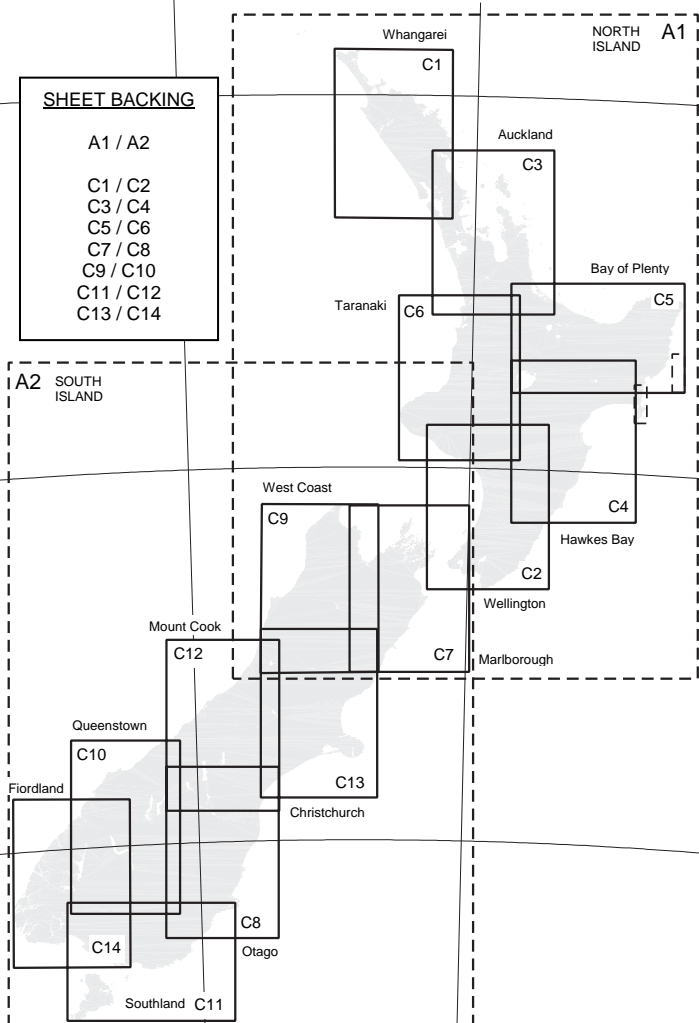 Whangarei
NORTH
ISLAND
A1
C1
SHEET BACKING
A1 / A2
C1 / C2
C3 / C4
C5 / C6
C7 / C8
C9 / C10
C11 / C12
C13 / C14
Auckland
C3
Bay of Plenty
C5
Taranaki
C6
A2
SOUTH
ISLAND
West Coast
C9
C4
Hawkes Bay
C2
Wellington
Mount Cook
C12
C7
Marlborough
Queenstown
C10
C13
Christchurch
Fiordland
C8
Otago
C14
Southland C11